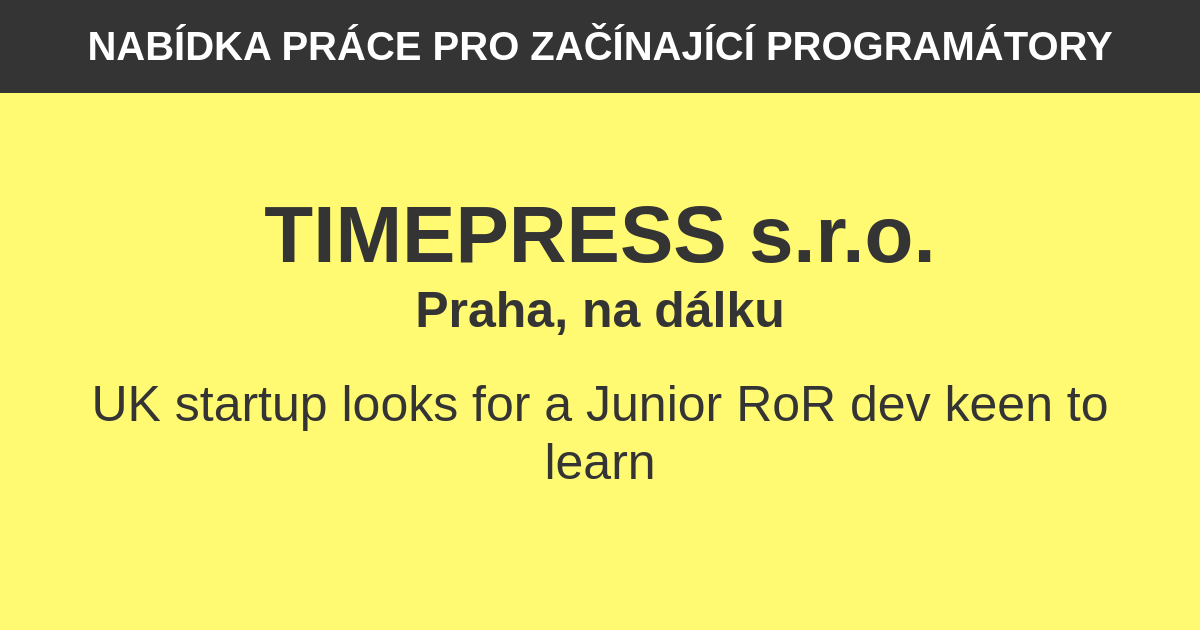 NABÍDKA PRÁCE PRO ZAČÍNAJÍCÍ PROGRAMÁTORY
TIMEPRESS s.r.o.
Praha, na dálku
UK startup looks for a Junior RoR dev keen to
learn